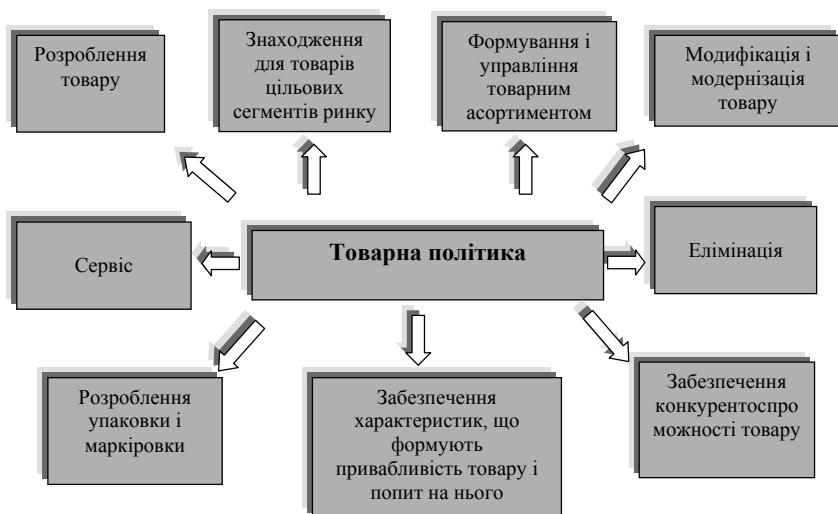 Розроблення
товару
Знаходження
для товарів
цільових
сегментів ринку
Формування і
управління
товарним
асортиментом
Модифікація і
модернізація
товару
Сервіс
Товарна політика
Елімінація
Розроблення
упаковки і
маркіровки
Забезпечення
характеристик, що
формують
привабливість товару і
попит на нього
Забезпечення
конкурентоспро
можності товару